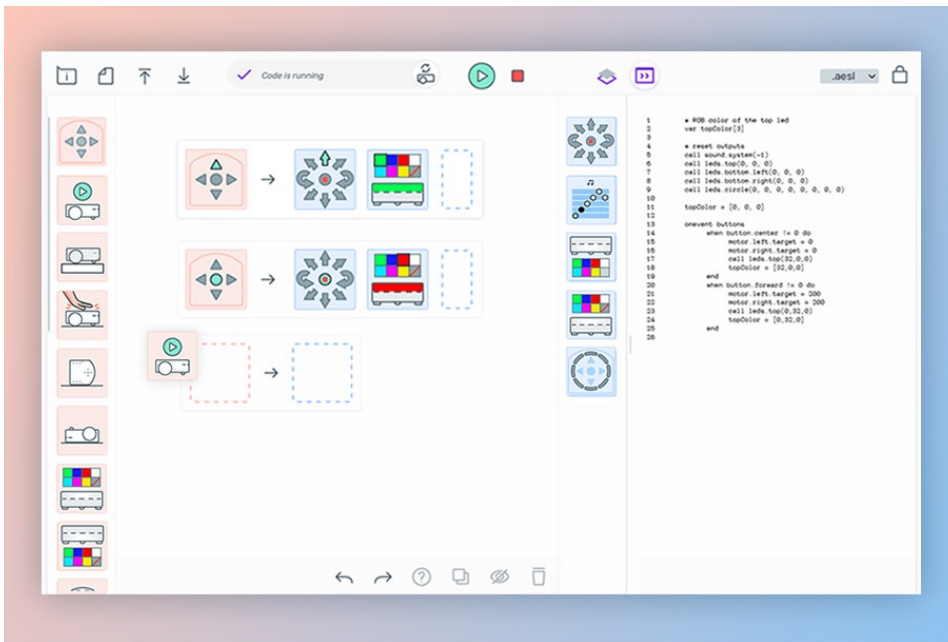 Code is running
.aesl
1 * RGB color of the top led
2 var topColor[3]
3
4 * reset outputs
5 call sound.system(-1)
6 call leds.top(0, 0, 0)
7 call leds.bottom.left(0, 0, 0)
8 call leds.bottom.right(0, 0, 0)
9 call leds.circle(0, 0, 0, 0, 0, 0, 0, 0)
10
11 topColor = [0, 0, 0]
12
13 onevent buttons
14 when button.center != 0 do
15 motor.left.target = 0
16 motor.right.target = 0
17 call leds.top(32,0,0)
18 topColor = [32,0,0]
19 end
20 when button.forward != 0 do
21 motor.left.target = 200
22 motor.right.target = 200
23 call leds.top(0,32,0)
24 topColor = [0,32,0]
25 end
26